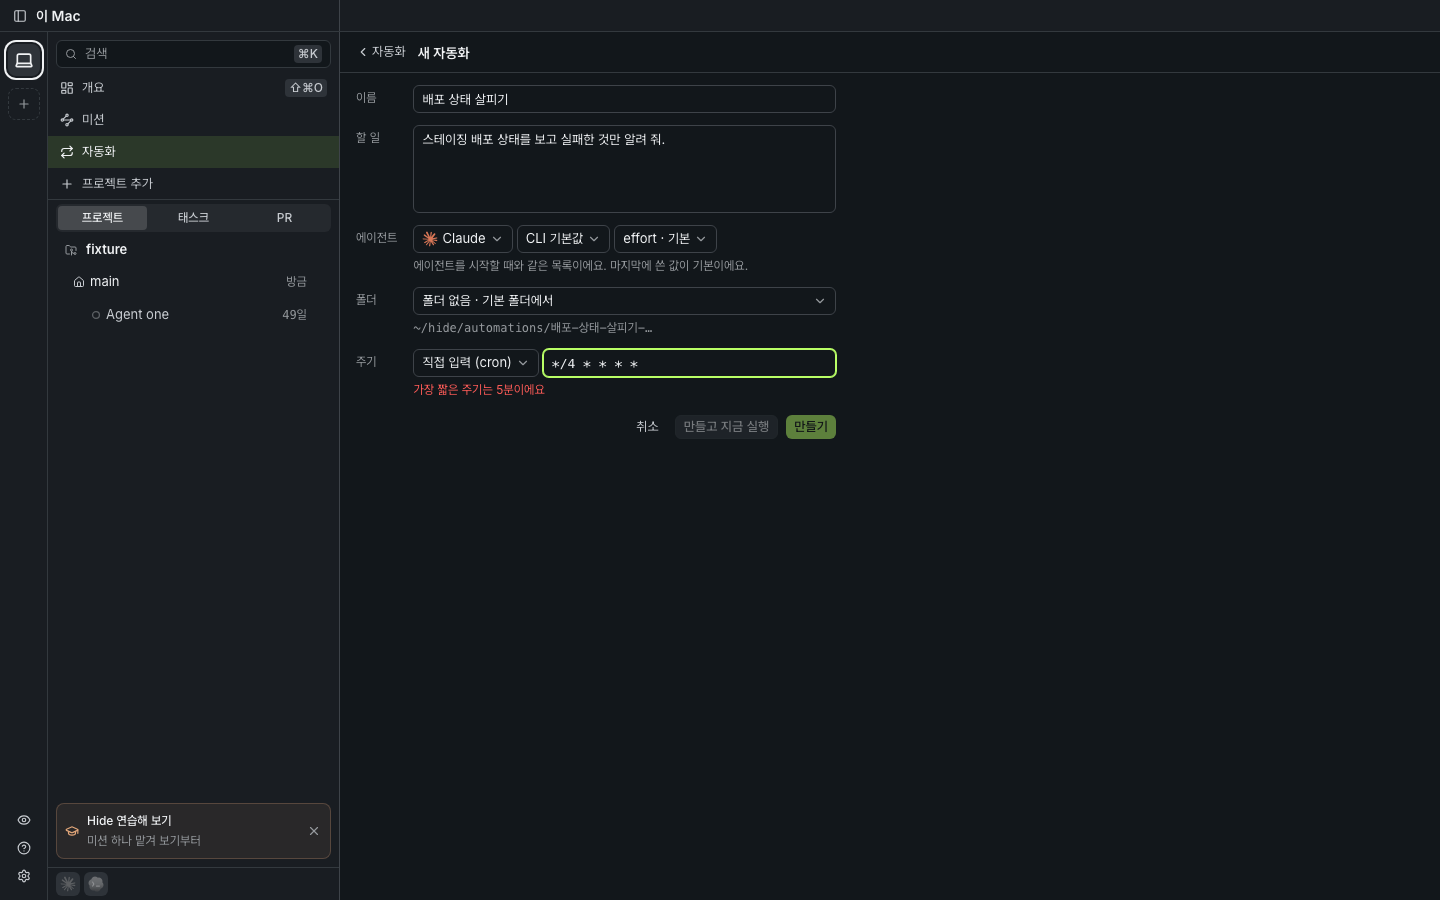 이 Mac
검색 ⌘K
개요 ⇧⌘O
미션
자동화
프로젝트 추가
프로젝트 태스크 PR
fixture
main 방금
Agent one 49일
Hide 연습해 보기
미션 하나 맡겨 보기부터
자동화 새 자동화
이름 배포 상태 살피기
할 일 스테이징 배포 상태를 보고 실패한 것만 알려 줘.
에이전트 Claude CLI 기본값 effort · 기본
에이전트를 시작할 때와 같은 목록이에요. 마지막에 쓴 값이 기본이에요.
폴더 폴더 없음 · 기본 폴더에서
~/hide/automations/배포-상태-살피기-…
주기 직접 입력 (cron) */4 * * * *
가장 짧은 주기는 5분이에요
취소 만들고 지금 실행 만들기